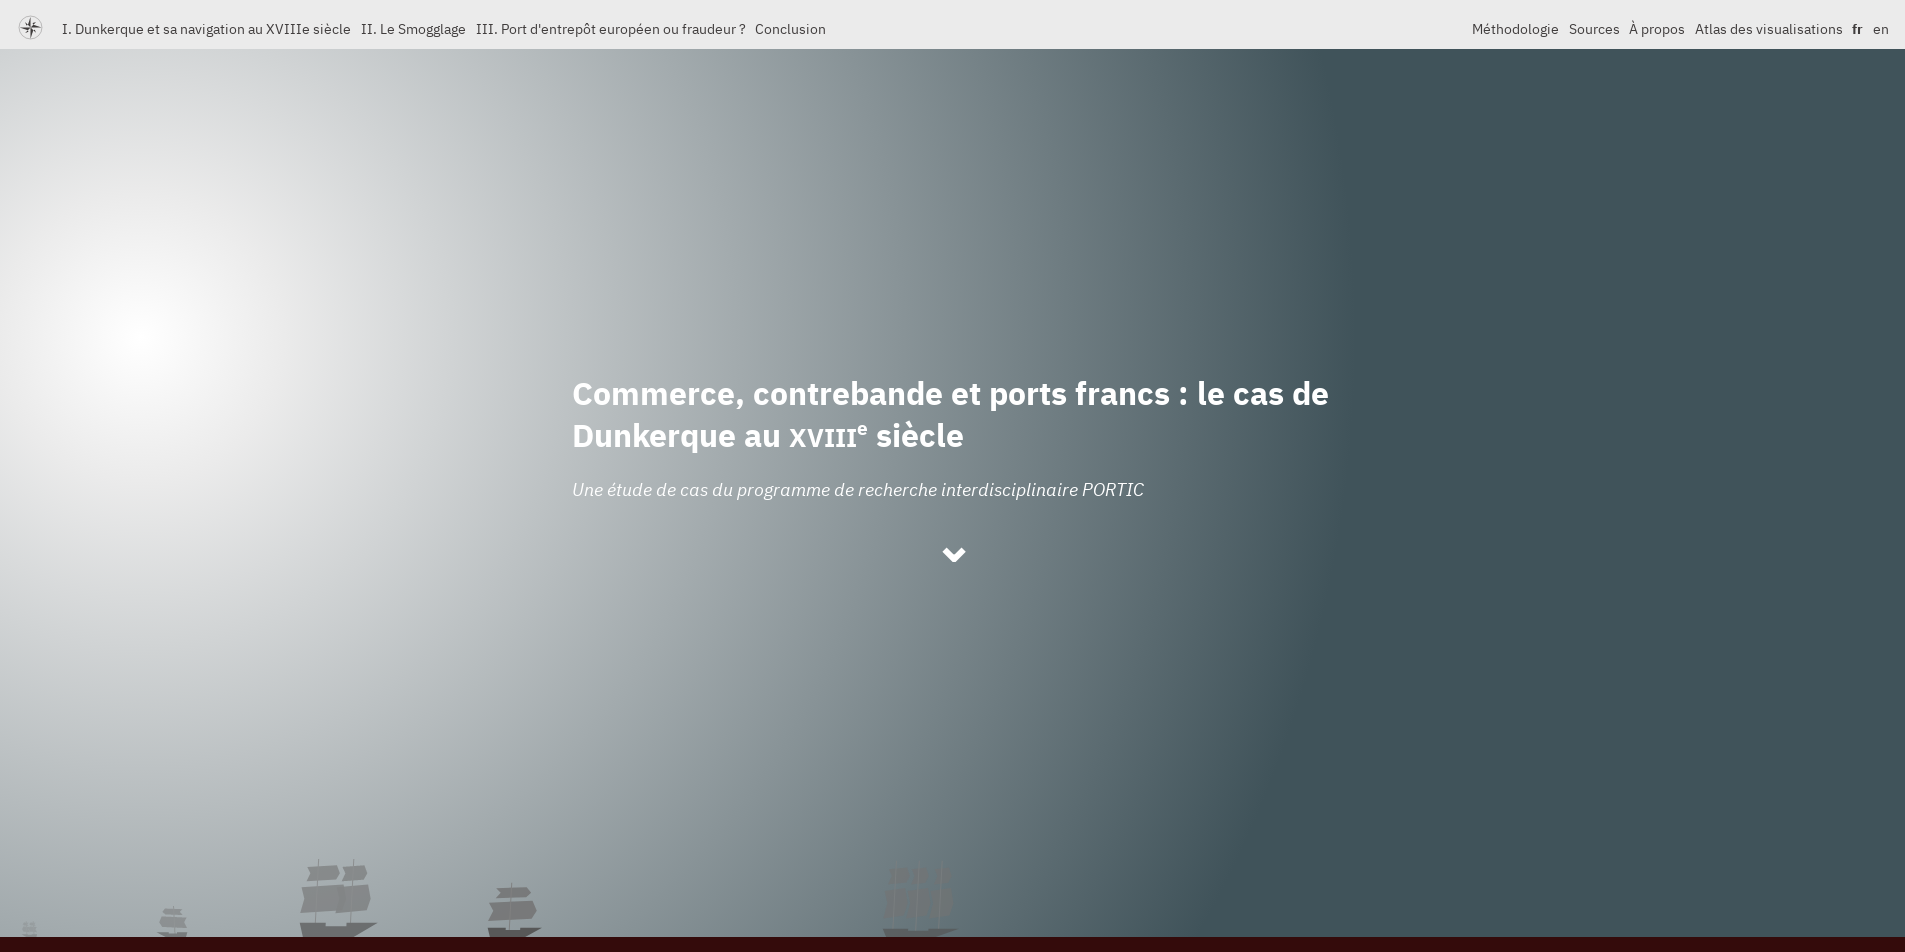 I. Dunkerque et sa navigation au XVIIIe siècle II. Le Smogglage III. Port d'entrepôt européen ou fraudeur ? Conclusion Méthodologie Sources À propos Atlas des visualisations fr en
Commerce, contrebande et ports francs : le cas de
Dunkerque au XVIIIe siècle
Une étude de cas du programme de recherche interdisciplinaire PORTIC